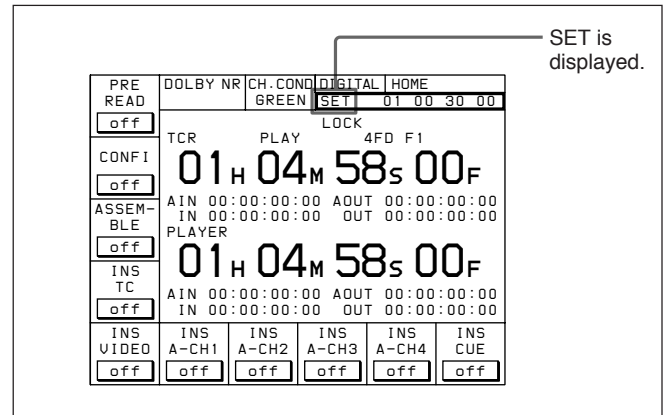 SET is
displayed.
PRE
READ
off
DOLBY NR CH.COND DIGITAL HOME
GREEN SET 01 00 30 00
LOCK
TCR PLAY 4FD F1
01H 04M 58S 00F
CONFI
off
AIN 00:00:00:00 AOUT 00:00:00:00
IN 00:00:00:00 OUT 00:00:00:00
ASSEM-
BLE
off
PLAYER
01H 04M 58S 00F
INS
TC
off
AIN 00:00:00:00 AOUT 00:00:00:00
IN 00:00:00:00 OUT 00:00:00:00
INS
VIDEO
off
INS
A-CH1
off
INS
A-CH2
off
INS
A-CH3
off
INS
A-CH4
off
INS
CUE
off